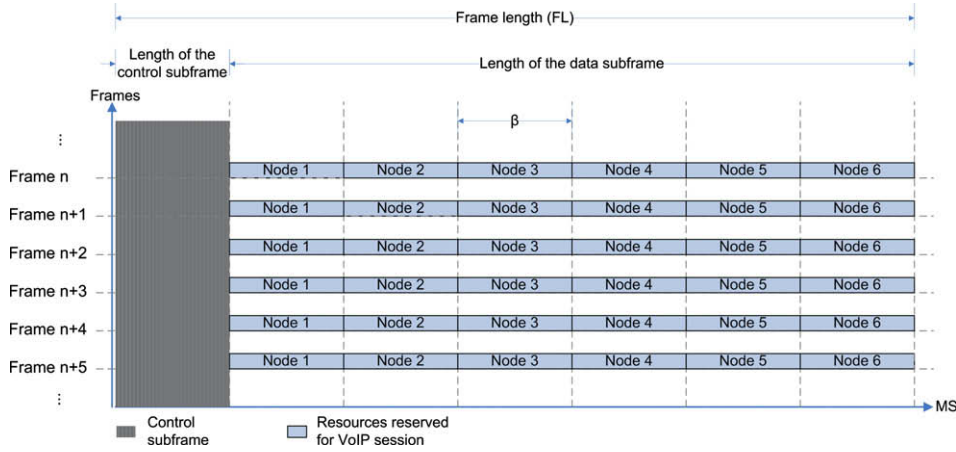 Frame length (FL)
Length of the
control subframe
Length of the data subframe
Frames
β
...
Frame n
Node 1 Node 2 Node 3 Node 4 Node 5 Node 6
Frame n+1
Node 1 Node 2 Node 3 Node 4 Node 5 Node 6
Frame n+2
Node 1 Node 2 Node 3 Node 4 Node 5 Node 6
Frame n+3
Node 1 Node 2 Node 3 Node 4 Node 5 Node 6
Frame n+4
Node 1 Node 2 Node 3 Node 4 Node 5 Node 6
Frame n+5
Node 1 Node 2 Node 3 Node 4 Node 5 Node 6
...
MS
Control
subframe
Resources reserved
for VoIP session